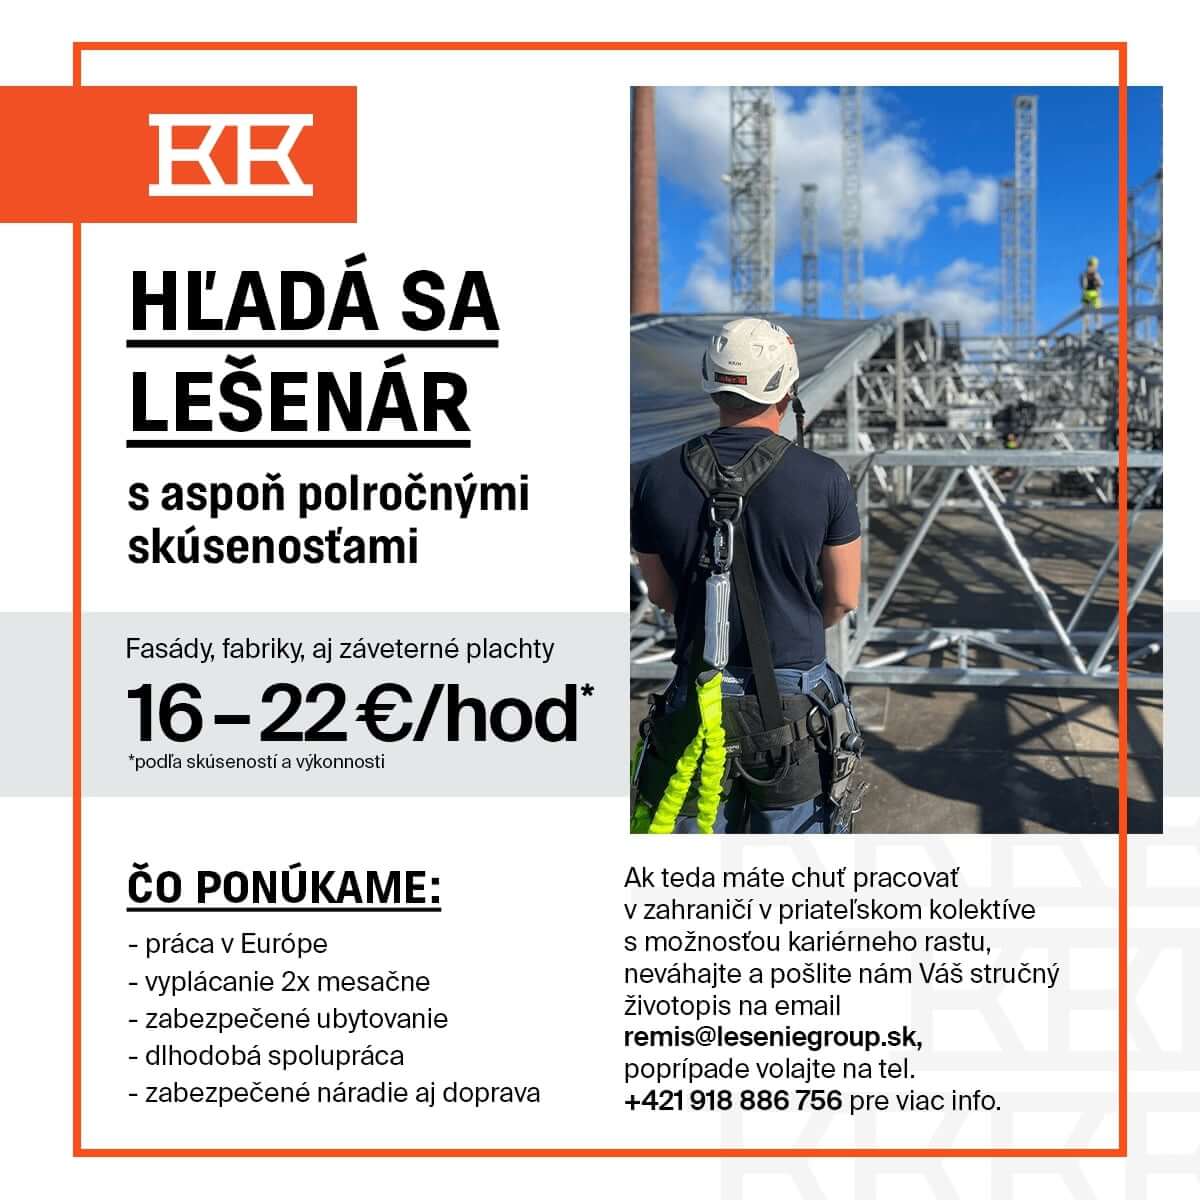 KK
HĽADÁ SA
LEŠENÁR
s aspoň polročnými
skúsenosťami
Fasády, fabriky, aj záveterné plachty
16 – 22 €/hod*
*podľa skúseností a výkonnosti
ČO PONÚKAME:
- práca v Európe
- vyplácanie 2x mesačne
- zabezpečené ubytovanie
- dlhodobá spolupráca
- zabezpečené náradie aj doprava
Ak teda máte chuť pracovať
v zahraničí v priateľskom kolektíve
s možnosťou kariérneho rastu,
neváhajte a pošlite nám Váš stručný
životopis na email
remis@leseniegroup.sk,
poprípade volajte na tel.
+421 918 886 756 pre viac info.